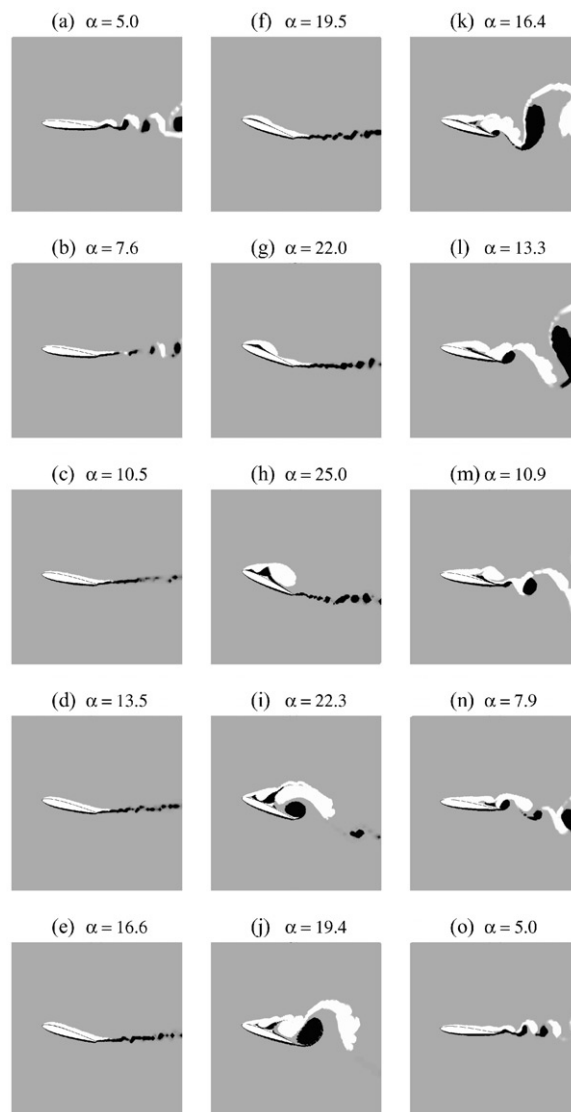 (a) α = 5.0
(f) α = 19.5
(k) α = 16.4
(b) α = 7.6
(g) α = 22.0
(l) α = 13.3
(c) α = 10.5
(h) α = 25.0
(m) α = 10.9
(d) α = 13.5
(i) α = 22.3
(n) α = 7.9
(e) α = 16.6
(j) α = 19.4
(o) α = 5.0